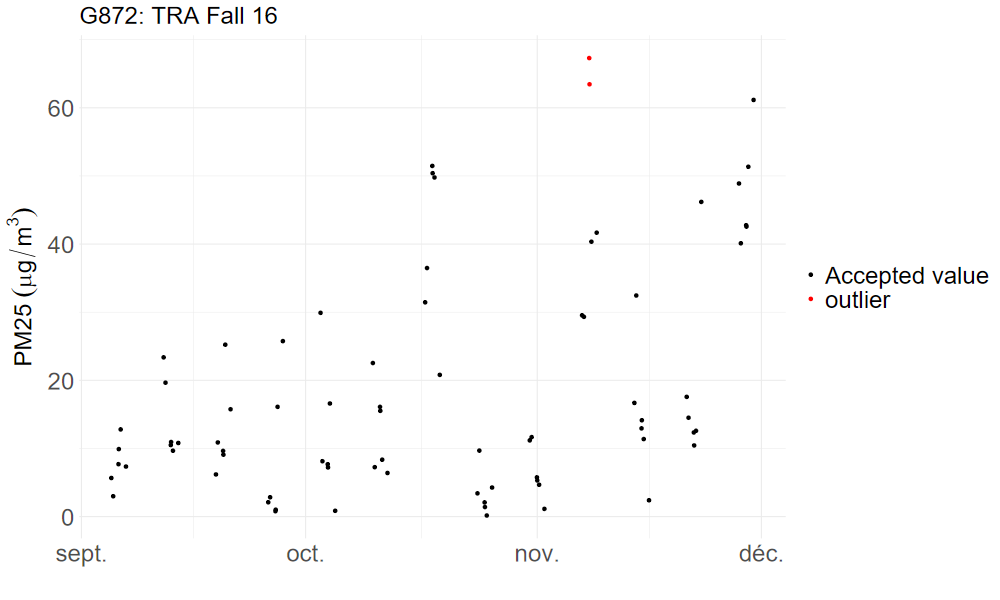 G872: TRA Fall 16
PM25 (μg/m³)
60
40
20
0
sept.
oct.
nov.
déc.
Accepted value
outlier